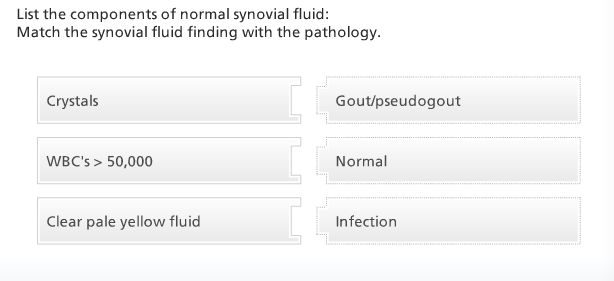 List the components of normal synovial fluid:
Match the synovial fluid finding with the pathology.
Crystals
Gout/pseudogout
WBC's > 50,000
Normal
Clear pale yellow fluid
Infection